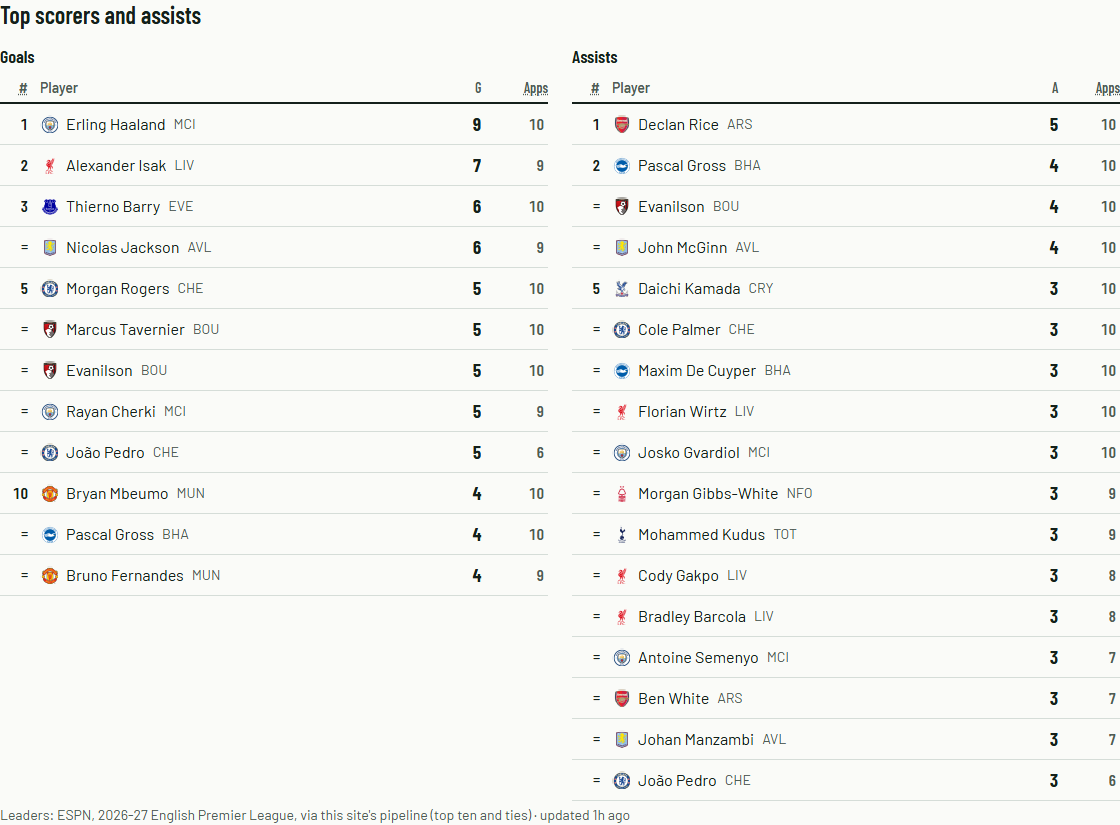 Top scorers and assists
Goals
# Player G Apps
1 Erling Haaland MCI 9 10
2 Alexander Isak LIV 7 9
3 Thierno Barry EVE 6 10
= Nicolas Jackson AVL 6 9
5 Morgan Rogers CHE 5 10
= Marcus Tavernier BOU 5 10
= Evanilson BOU 5 10
= Rayan Cherki MCI 5 9
= João Pedro CHE 5 6
10 Bryan Mbeumo MUN 4 10
= Pascal Gross BHA 4 10
= Bruno Fernandes MUN 4 9
Assists
# Player A Apps
1 Declan Rice ARS 5 10
2 Pascal Gross BHA 4 10
= Evanilson BOU 4 10
= John McGinn AVL 4 10
5 Daichi Kamada CRY 3 10
= Cole Palmer CHE 3 10
= Maxim De Cuyper BHA 3 10
= Florian Wirtz LIV 3 10
= Josko Gvardiol MCI 3 10
= Morgan Gibbs-White NFO 3 9
= Mohammed Kudus TOT 3 9
= Cody Gakpo LIV 3 8
= Bradley Barcola LIV 3 8
= Antoine Semenyo MCI 3 7
= Ben White ARS 3 7
= Johan Manzambi AVL 3 7
= João Pedro CHE 3 6
Leaders: ESPN, 2026-27 English Premier League, via this site's pipeline (top ten and ties) · updated 1h ago